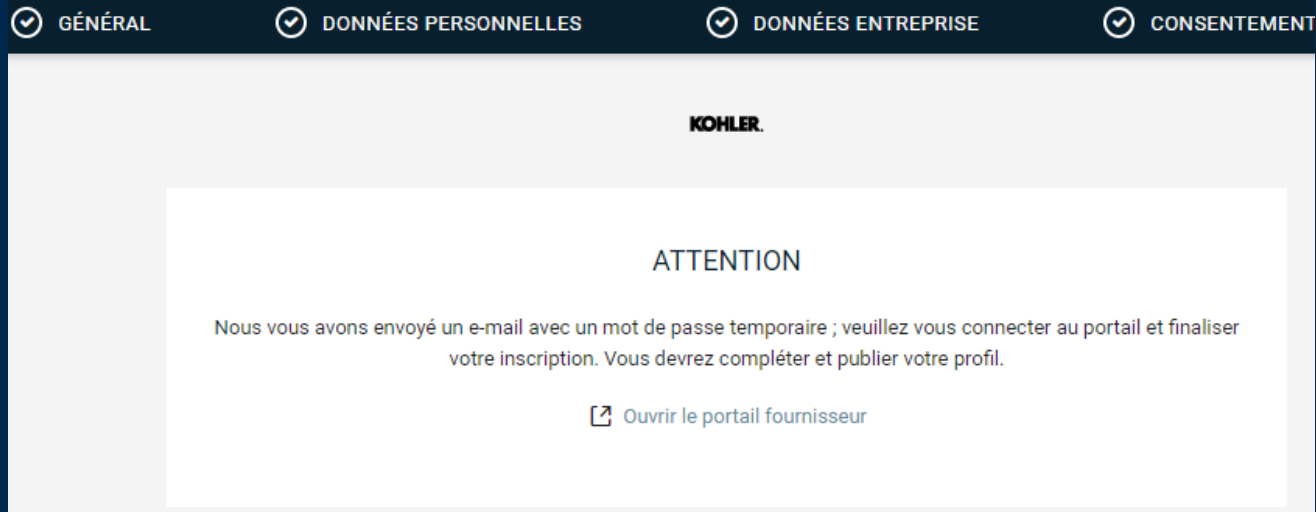 GÉNÉRAL DONNÉES PERSONNELLES DONNÉES ENTREPRISE CONSENTEMENT
KOHLER.
ATTENTION
Nous vous avons envoyé un e-mail avec un mot de passe temporaire ; veuillez vous connecter au portail et finaliser
votre inscription. Vous devrez compléter et publier votre profil.
Ouvrir le portail fournisseur